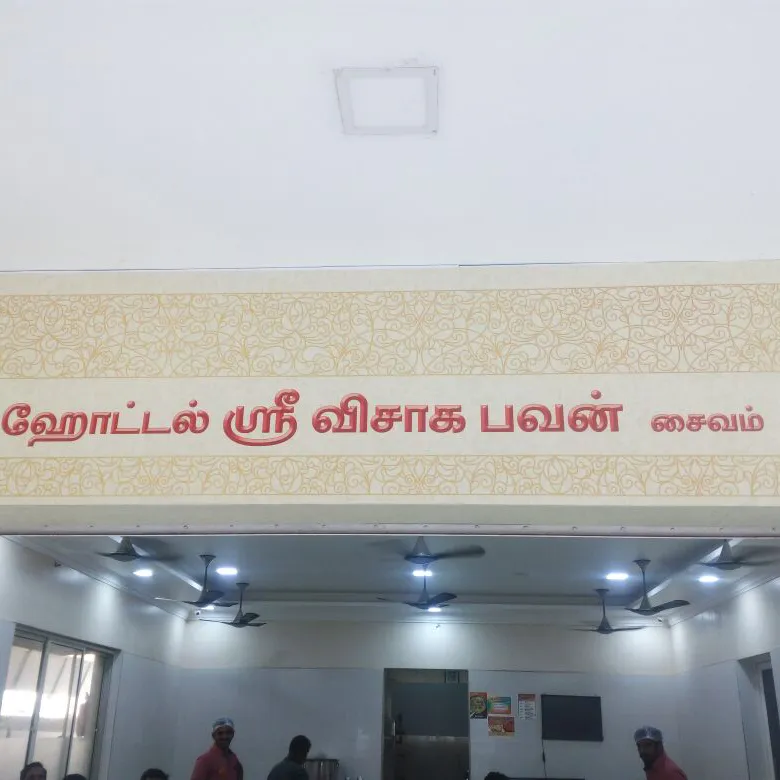 ஹோட்டல் ஸ்ரீ விசாக பவன் சைவம்